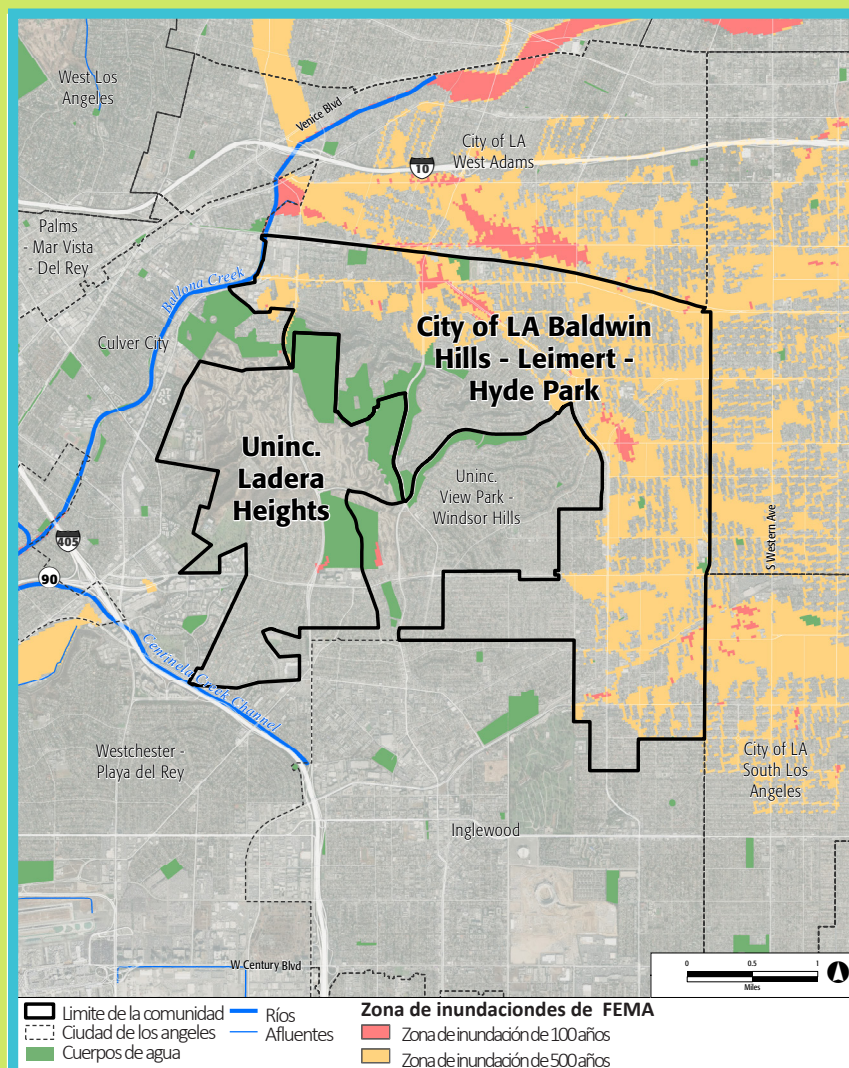 West Los
Angeles
Venice Blvd
City of LA
West Adams
10
Palms
- Mar Vista
- Del Rey
Ballona Creek
Culver City
City of LA Baldwin
Hills - Leimert -
Hyde Park
Uninc.
Ladera
Heights
Uninc.
View Park -
Windsor Hills
S Western Ave
405
90
Centinela Creek Channel
Westchester -
Playa del Rey
City of LA
South Los
Angeles
Inglewood
W Century Blvd
0 0.5 1
Miles
Limite de la comunidad
Ciudad de los angeles
Cuerpos de agua
Ríos
Afluentes
Zona de inundaciondes de FEMA
Zona de inundación de 100 años
Zona de inundación de 500 años